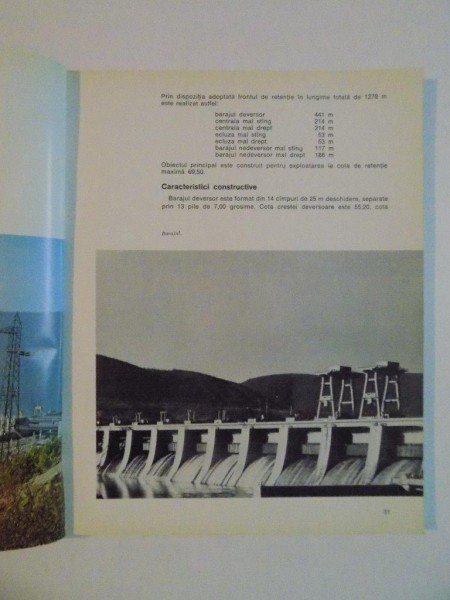 Prin dispoziția adoptată frontul de retenție în lungime totală de 1278 m
este realizat astfel:
barajul deversor 441 m
centrala mal stîng 214 m
centrala mal drept 214 m
ecluza mal stîng 53 m
ecluza mal drept 53 m
barajul nedeversor mal stîng 117 m
barajul nedeversor mal drept 186 m
Obiectul principal este construit pentru exploatarea la cota de retenție
maximă 69,50.
Caracteristici constructive
Barajul deversor este format din 14 cîmpuri de 25 m deschidere, separate
prin 13 pile de 7,00 grosime. Cota crestei deversoare este 55,20, cota
Barajul